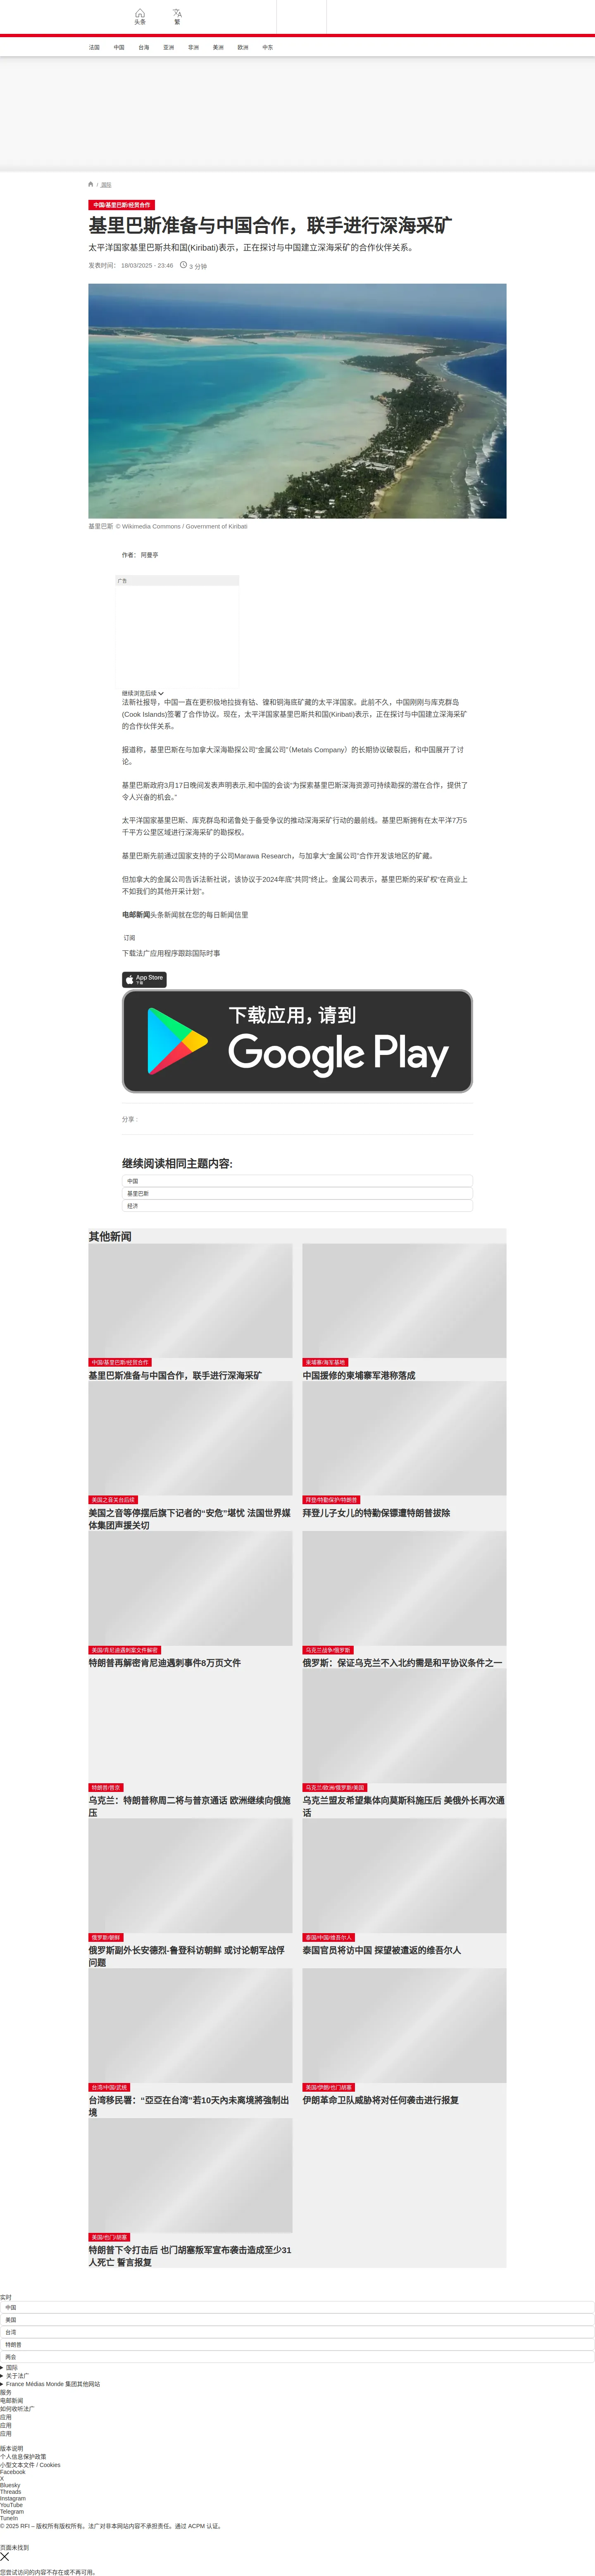 头条
繁
法国
中国
台海
亚洲
非洲
美洲
欧洲
中东
/ 国际
中国/基里巴斯/经贸合作
基里巴斯准备与中国合作，联手进行深海采矿
太平洋国家基里巴斯共和国(Kiribati)表示，正在探讨与中国建立深海采矿的合作伙伴关系。
发表时间： 18/03/2025 - 23:46
3 分钟
基里巴斯 © Wikimedia Commons / Government of Kiribati
作者： 阿曼亭
广告
继续浏览后续
法新社报导，中国一直在更积极地拉拢有钴、镍和铜海底矿藏的太平洋国家。此前不久，中国刚刚与库克群岛
(Cook Islands)签署了合作协议。现在，太平洋国家基里巴斯共和国(Kiribati)表示，正在探讨与中国建立深海采矿
的合作伙伴关系。
报道称，基里巴斯在与加拿大深海勘探公司“金属公司”（Metals Company）的长期协议破裂后，和中国展开了讨
论。
基里巴斯政府3月17日晚间发表声明表示,和中国的会谈“为探索基里巴斯深海资源可持续勘探的潜在合作，提供了
令人兴奋的机会。”
太平洋国家基里巴斯、库克群岛和诺鲁处于备受争议的推动深海采矿行动的最前线。基里巴斯拥有在太平洋7万5
千平方公里区域进行深海采矿的勘探权。
基里巴斯先前通过国家支持的子公司Marawa Research，与加拿大“金属公司”合作开发该地区的矿藏。
但加拿大的金属公司告诉法新社说，该协议于2024年底“共同”终止。金属公司表示，基里巴斯的采矿权“在商业上
不如我们的其他开采计划”。
电邮新闻头条新闻就在您的每日新闻信里
订阅
下载法广应用程序跟踪国际时事
App Store
下载
下载应用，请到
Google Play
分享 :
继续阅读相同主题内容:
中国
基里巴斯
经济
其他新闻
中国/基里巴斯/经贸合作
基里巴斯准备与中国合作，联手进行深海采矿
柬埔寨/海军基地
中国援修的柬埔寨军港称落成
美国之音关台后续
美国之音等停摆后旗下记者的“安危”堪忧 法国世界媒
体集团声援关切
拜登/特勤保护/特朗普
拜登儿子女儿的特勤保镖遭特朗普拔除
美国/肯尼迪遇刺案文件解密
特朗普再解密肯尼迪遇刺事件8万页文件
乌克兰战争/俄罗斯
俄罗斯：保证乌克兰不入北约需是和平协议条件之一
特朗普/普京
乌克兰：特朗普称周二将与普京通话 欧洲继续向俄施
压
乌克兰/欧洲/俄罗斯/美国
乌克兰盟友希望集体向莫斯科施压后 美俄外长再次通
话
俄罗斯/朝鲜
俄罗斯副外长安德烈-鲁登科访朝鲜 或讨论朝军战俘
问题
泰国/中国/维吾尔人
泰国官员将访中国 探望被遣返的维吾尔人
台湾/中国/武统
台湾移民署：“亞亞在台湾”若10天內未离境將強制出
境
美国/伊朗/也门胡塞
伊朗革命卫队威胁将对任何袭击进行报复
美国/也门/胡塞
特朗普下令打击后 也门胡塞叛军宣布袭击造成至少31
人死亡 誓言报复
实时
中国
美国
台湾
特朗普
两会
国际
关于法广
France Médias Monde 集团其他网站
服务
电邮新闻
如何收听法广
应用
应用
应用
版本说明
个人信息保护政策
小型文本文件 / Cookies
Facebook
X
Bluesky
Threads
Instagram
YouTube
Telegram
TuneIn
© 2025 RFI – 版权所有版权所有。法广对非本网站内容不承担责任。通过 ACPM 认证。
页面未找到
您尝试访问的内容不存在或不再可用。